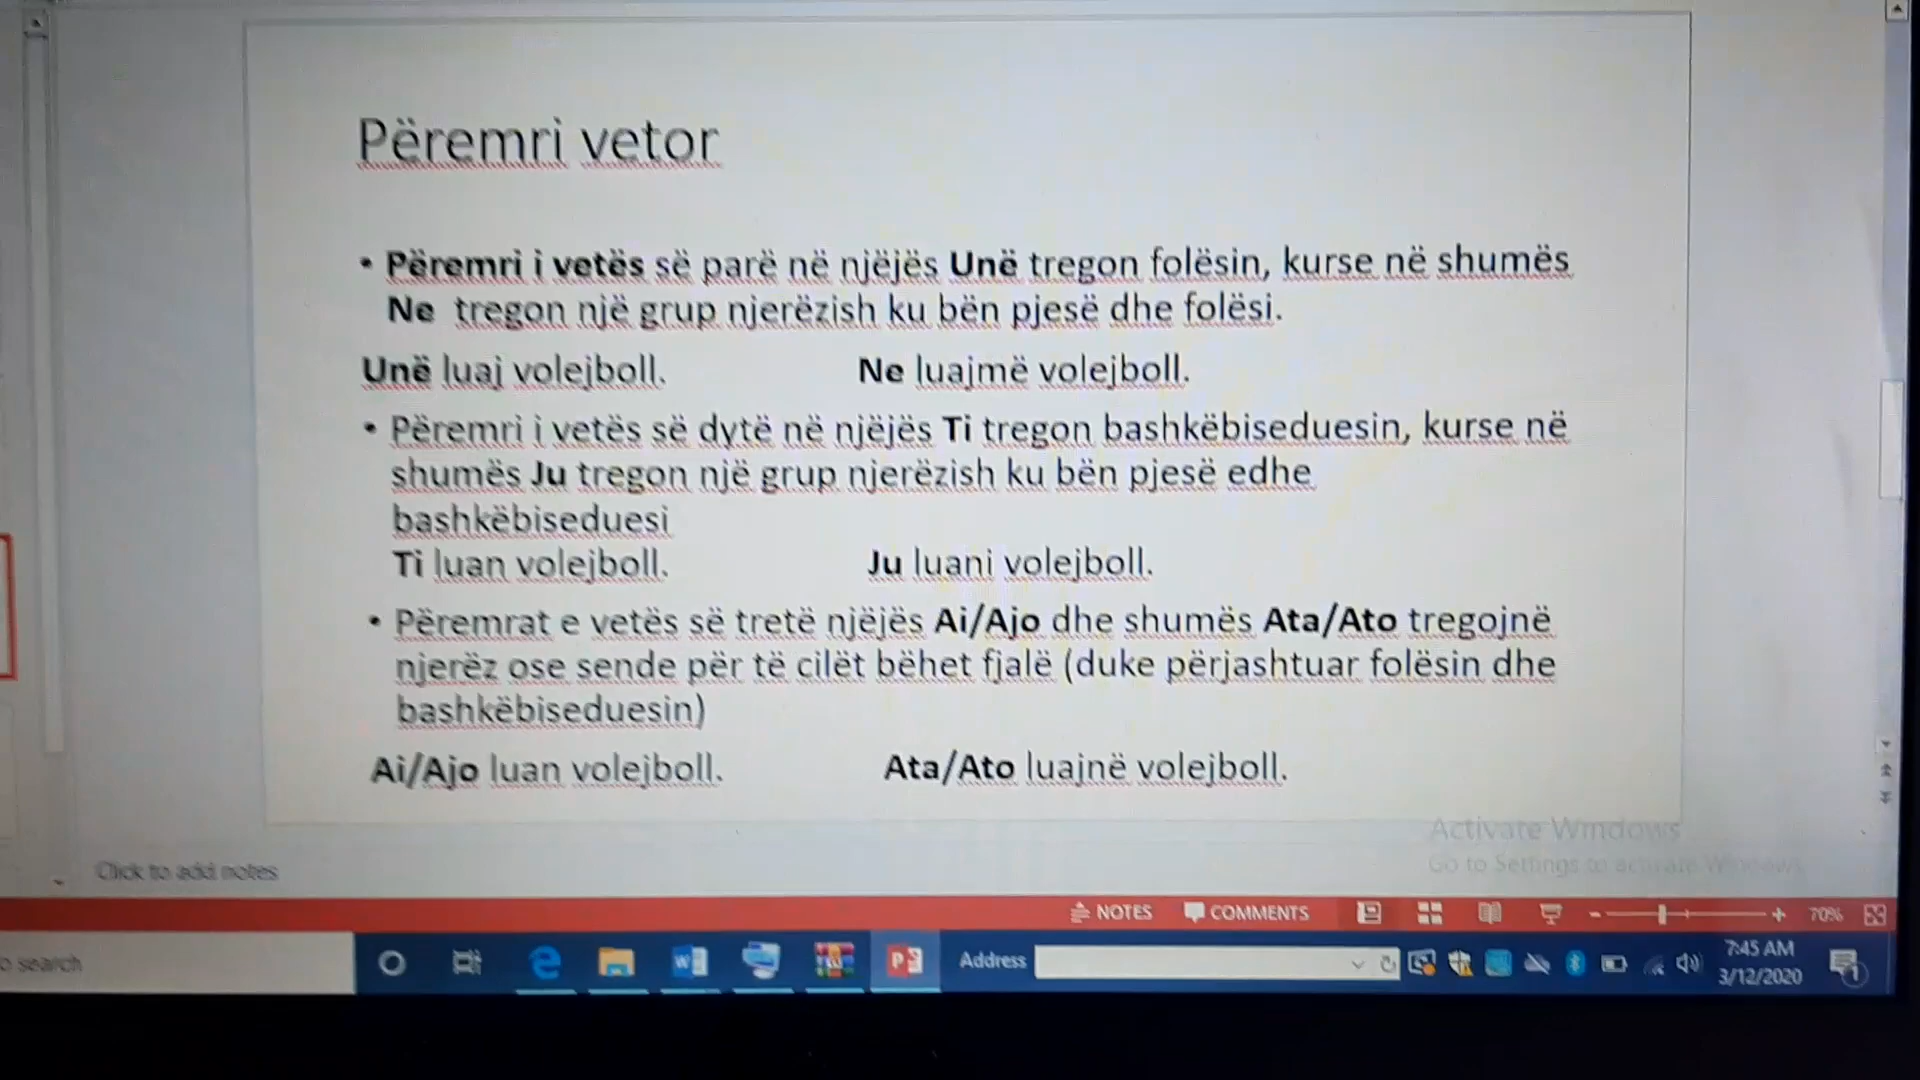 Përemri vetor
• Përemri i vetës së parë në njëjës Unë tregon folësin, kurse në shumës
Ne tregon një grup njerëzish ku bën pjesë dhe folësi.
Unë luaj volejboll. Ne luajmë volejboll.
• Përemri i vetës së dytë në njëjës Ti tregon bashkëbiseduesin, kurse në
shumës Ju tregon një grup njerëzish ku bën pjesë edhe
bashkëbiseduesi
Ti luan volejboll. Ju luani volejboll.
• Përemrat e vetës së tretë njëjës Ai/Ajo dhe shumës Ata/Ato tregojnë
njerëz ose sende për të cilët bëhet fjalë (duke përjashtuar folësin dhe
bashkëbiseduesin)
Ai/Ajo luan volejboll. Ata/Ato luajnë volejboll.
Activate Windows
Go to Settings to activate Windows.
Click to add notes
NOTES COMMENTS 70%
o search
Address
7:45 AM
3/12/2020
1